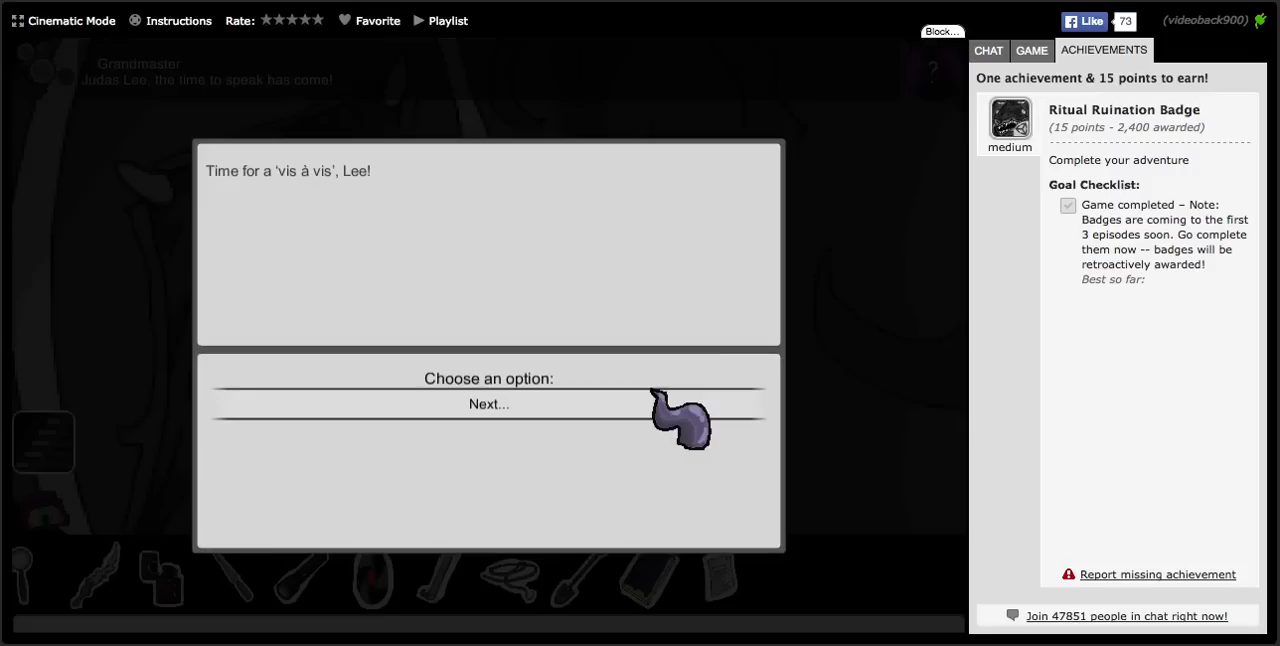 Cinematic Mode Instructions Rate: Favorite Playlist
Like 73 (videoback900)
Block...
CHAT GAME ACHIEVEMENTS
Grandmaster
Judas Lee, the time to speak has come!
?
Time for a ‘vis à vis’, Lee!
Choose an option:
Next...
One achievement & 15 points to earn!
Ritual Ruination Badge
(15 points - 2,400 awarded)
medium
Complete your adventure
Goal Checklist:
Game completed – Note:
Badges are coming to the first
3 episodes soon. Go complete
them now -- badges will be
retroactively awarded!
Best so far:
Report missing achievement
Join 47851 people in chat right now!